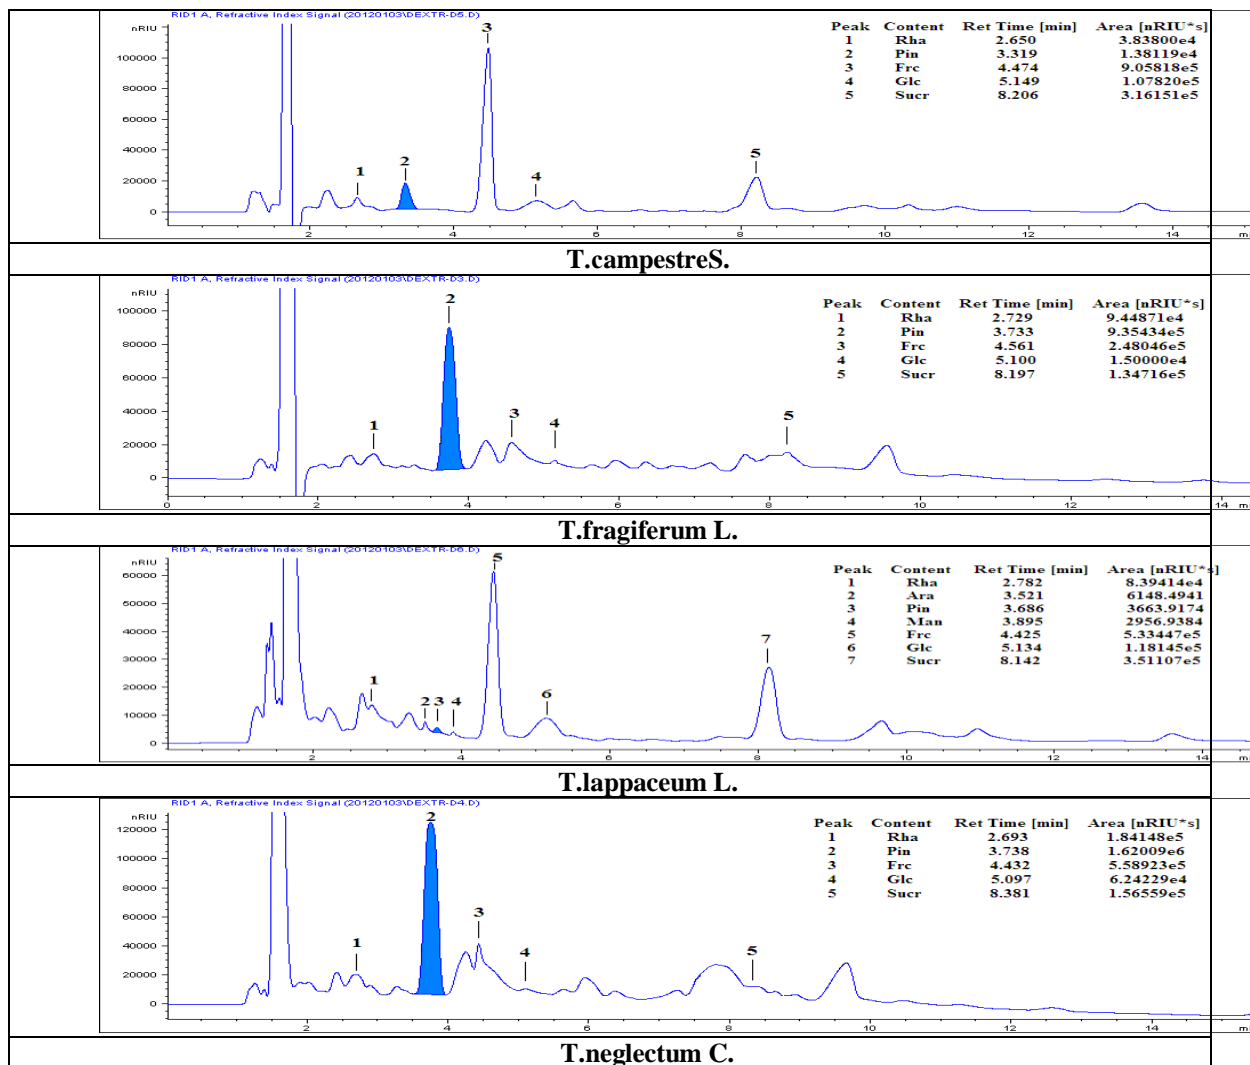 RID1 A, Refractive Index Signal (20120103\DEXTR-D5.D)
nRIU
100000
80000
60000
40000
20000
0
2 4 6 8 10 12 14 m
1 2 3 4 5
Peak Content Ret Time [min] Area [nRIU*s]
1 Rha 2.650 3.83800e4
2 Pin 3.319 1.38119e4
3 Frc 4.474 9.05818e5
4 Glc 5.149 1.07820e5
5 Sucr 8.206 3.16151e5
T.campestreS.
RID1 A, Refractive Index Signal (20120103\DEXTR-D3.D)
nRIU
100000
80000
60000
40000
20000
0
0 2 4 6 8 10 12 14 m
1 2 3 4 5
Peak Content Ret Time [min] Area [nRIU*s]
1 Rha 2.729 9.44871e4
2 Pin 3.733 9.35434e5
3 Frc 4.561 2.48046e5
4 Glc 5.100 1.50000e4
5 Sucr 8.197 1.34716e5
T.fragiferum L.
RID1 A, Refractive Index Signal (20120103\DEXTR-D6.D)
nRIU
60000
50000
40000
30000
20000
10000
0
2 4 6 8 10 12 14 m
1 2 3 4 5 6 7
Peak Content Ret Time [min] Area [nRIU*s]
1 Rha 2.782 8.39414e4
2 Ara 3.521 6148.4941
3 Pin 3.686 3663.9174
4 Man 3.895 2956.9384
5 Frc 4.425 5.33447e5
6 Glc 5.134 1.18145e5
7 Sucr 8.142 3.51107e5
T.lappaceum L.
RID1 A, Refractive Index Signal (20120103\DEXTR-D4.D)
nRIU
120000
100000
80000
60000
40000
20000
0
2 4 6 8 10 12 14 m
1 2 3 4 5
Peak Content Ret Time [min] Area [nRIU*s]
1 Rha 2.693 1.84148e5
2 Pin 3.738 1.62009e6
3 Frc 4.432 5.58923e5
4 Glc 5.097 6.24229e4
5 Sucr 8.381 1.56559e5
T.neglectum C.